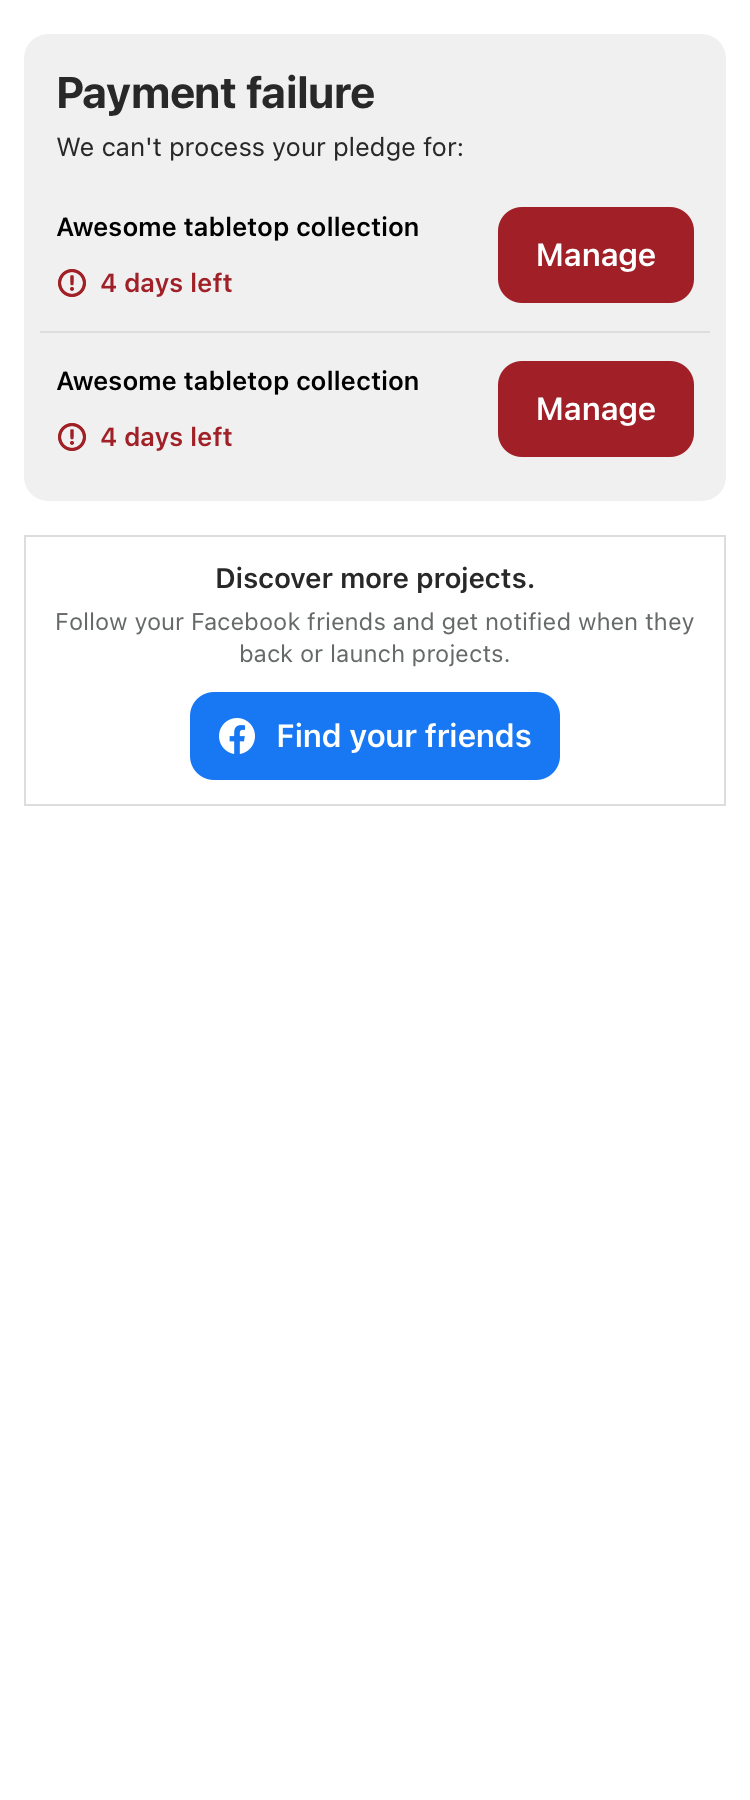 Payment failure
We can't process your pledge for:
Awesome tabletop collection
Manage
4 days left
Awesome tabletop collection
Manage
4 days left
Discover more projects.
Follow your Facebook friends and get notified when they
back or launch projects.
Find your friends